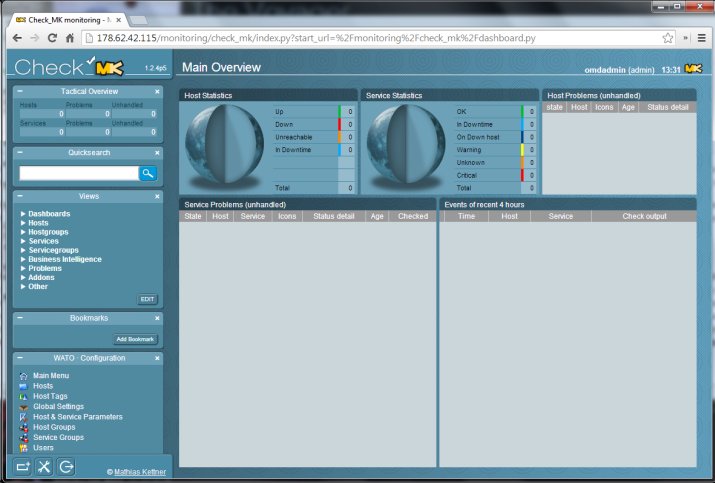 Check_MK monitoring - M
178.62.42.115/monitoring/check_mk/index.py?start_url=%2Fmonitoring%2Fcheck_mk%2Fdashboard.py
Check MK 1.2.4p5
Main Overview
omdadmin (admin) 13:31
Tactical Overview
Hosts Problems Unhandled
0 0 0
Services Problems Unhandled
0 0 0
Quicksearch
Views
Dashboards
Hosts
Hostgroups
Services
Servicegroups
Business Intelligence
Problems
Addons
Other
EDIT
Bookmarks
Add Bookmark
WATO · Configuration
Main Menu
Hosts
Host Tags
Global Settings
Host & Service Parameters
Host Groups
Service Groups
Users
© Mathias Kettner
Host Statistics
Up 0
Down 0
Unreachable 0
In Downtime 0
Total 0
Service Statistics
OK 0
In Downtime 0
On Down host 0
Warning 0
Unknown 0
Critical 0
Total 0
Host Problems (unhandled)
state Host Icons Age Status detail
Service Problems (unhandled)
State Host Service Icons Status detail Age Checked
Events of recent 4 hours
Time Host Service Check output